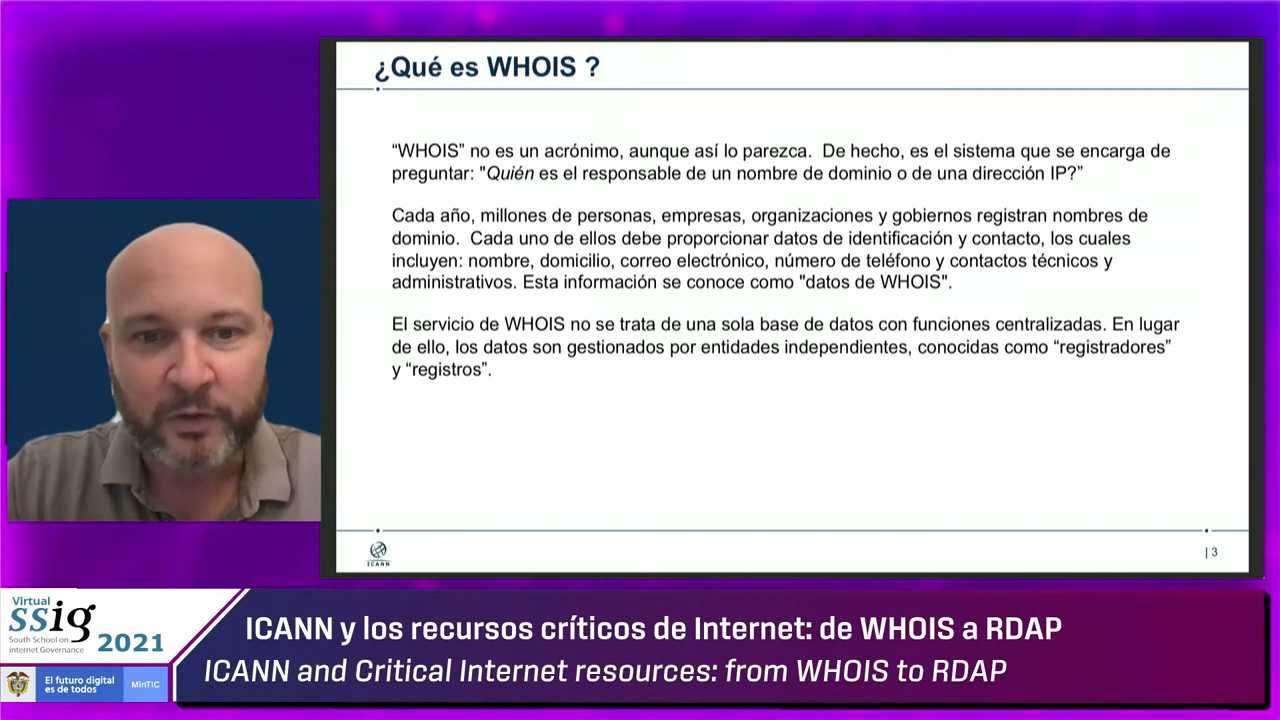 ¿Qué es WHOIS ?
“WHOIS” no es un acrónimo, aunque así lo parezca. De hecho, es el sistema que se encarga de
preguntar: "Quién es el responsable de un nombre de dominio o de una dirección IP?”
Cada año, millones de personas, empresas, organizaciones y gobiernos registran nombres de
dominio. Cada uno de ellos debe proporcionar datos de identificación y contacto, los cuales
incluyen: nombre, domicilio, correo electrónico, número de teléfono y contactos técnicos y
administrativos. Esta información se conoce como "datos de WHOIS".
El servicio de WHOIS no se trata de una sola base de datos con funciones centralizadas. En lugar
de ello, los datos son gestionados por entidades independientes, conocidas como “registradores”
y “registros”.
ICANN
| 3
Virtual
ssig
South School on
Internet Governance
2021
El futuro digital
es de todos
MinTIC
ICANN y los recursos críticos de Internet: de WHOIS a RDAP
ICANN and Critical Internet resources: from WHOIS to RDAP